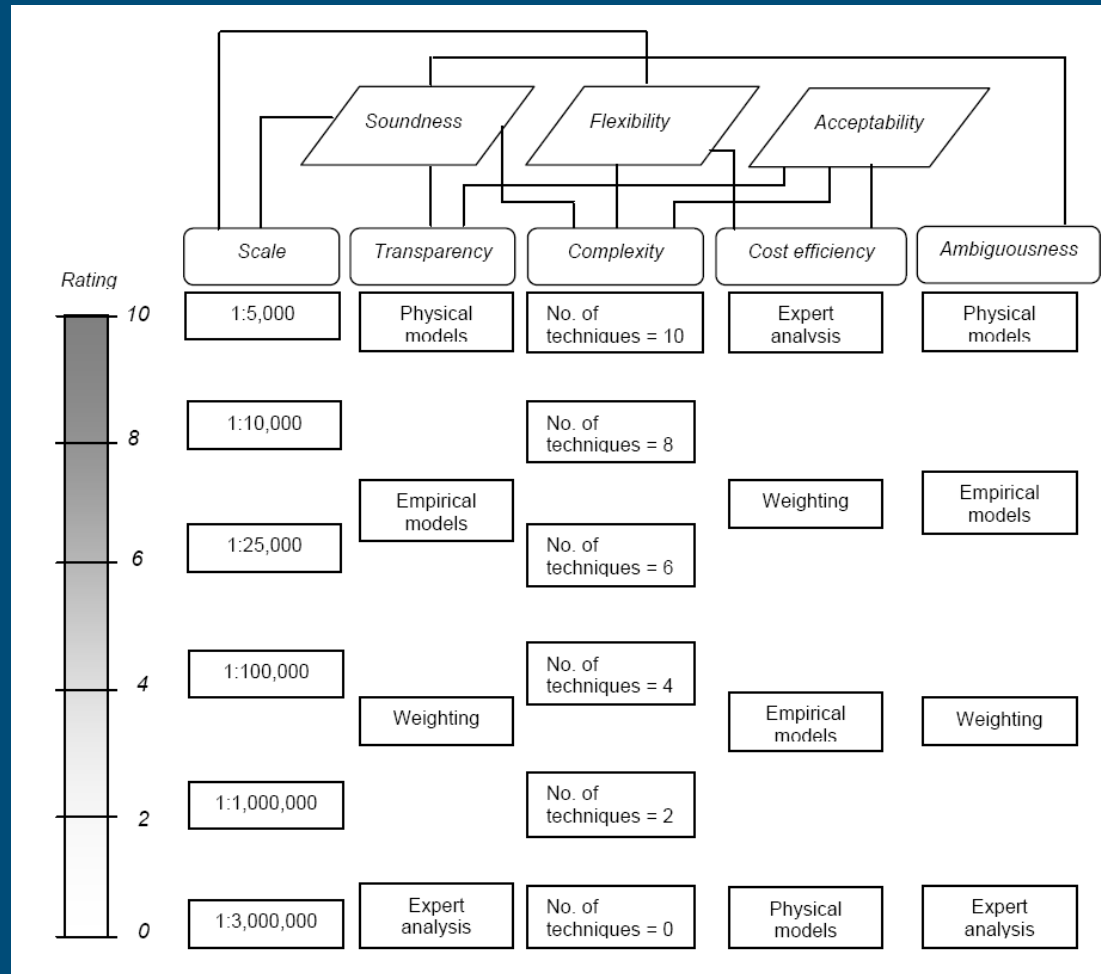 Soundness
Flexibility
Acceptability
Scale
Transparency
Complexity
Cost efficiency
Ambiguousness
Rating
10
1:5,000
Physical
models
No. of
techniques = 10
Expert
analysis
Physical
models
8
1:10,000
No. of
techniques = 8
Empirical
models
Weighting
Empirical
models
6
1:25,000
No. of
techniques = 6
4
1:100,000
No. of
techniques = 4
Weighting
Empirical
models
Weighting
2
1:1,000,000
No. of
techniques = 2
0
1:3,000,000
Expert
analysis
No. of
techniques = 0
Physical
models
Expert
analysis